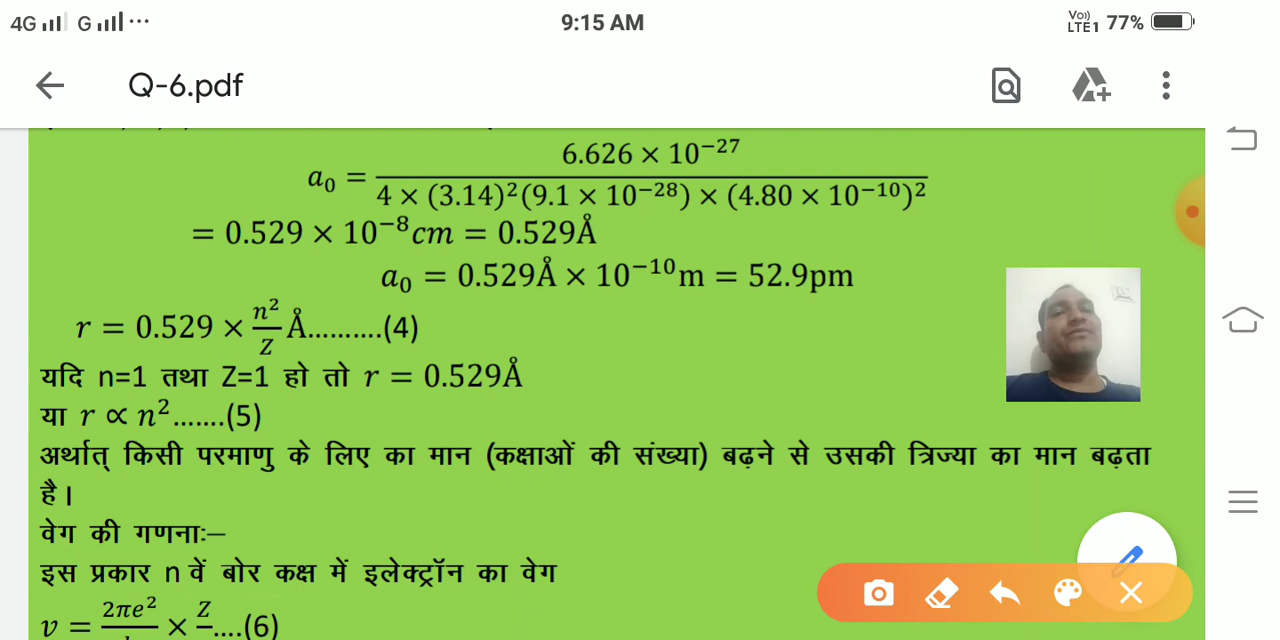 4G G ... 9:15 AM Vo)) LTE1 77%
Q-6.pdf
a₀ = 6.626 × 10⁻²⁷ / 4 × (3.14)²(9.1 × 10⁻²⁸) × (4.80 × 10⁻¹⁰)²
= 0.529 × 10⁻⁸cm = 0.529Å
a₀ = 0.529Å × 10⁻¹⁰m = 52.9pm
r = 0.529 × n²/Z Å..........(4)
यदि n=1 तथा Z=1 हो तो r = 0.529Å
या r ∝ n².......(5)
अर्थात् किसी परमाणु के लिए का मान (कक्षाओं की संख्या) बढ़ने से उसकी त्रिज्या का मान बढ़ता
है।
वेग की गणनाः–
इस प्रकार n वें बोर कक्ष में इलेक्ट्रॉन का वेग
v = 2πe² × Z....(6)